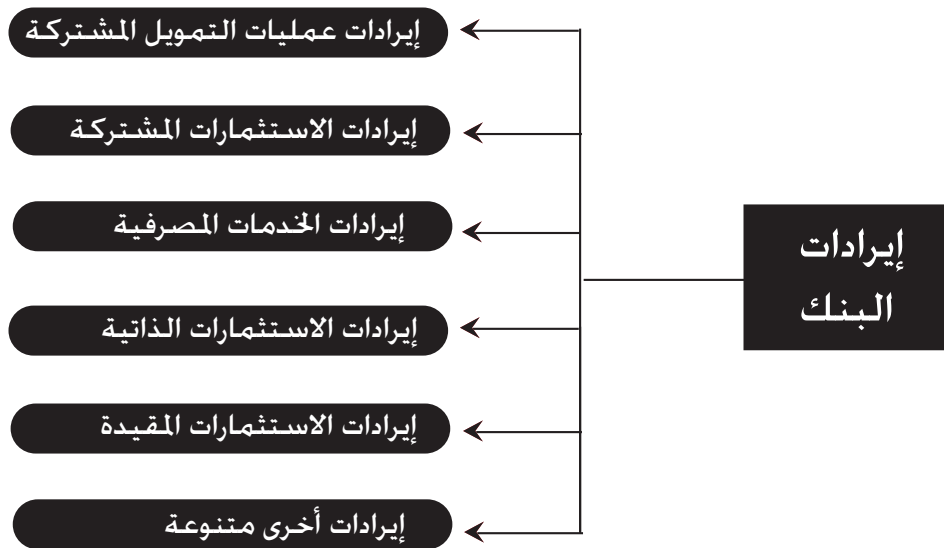 إيرادات
البنك
إيرادات عمليات التمويل المشتركة
إيرادات الاستثمارات المشتركة
إيرادات الخدمات المصرفية
إيرادات الاستثمارات الذاتية
إيرادات الاستثمارات المقيدة
إيرادات أخرى متنوعة